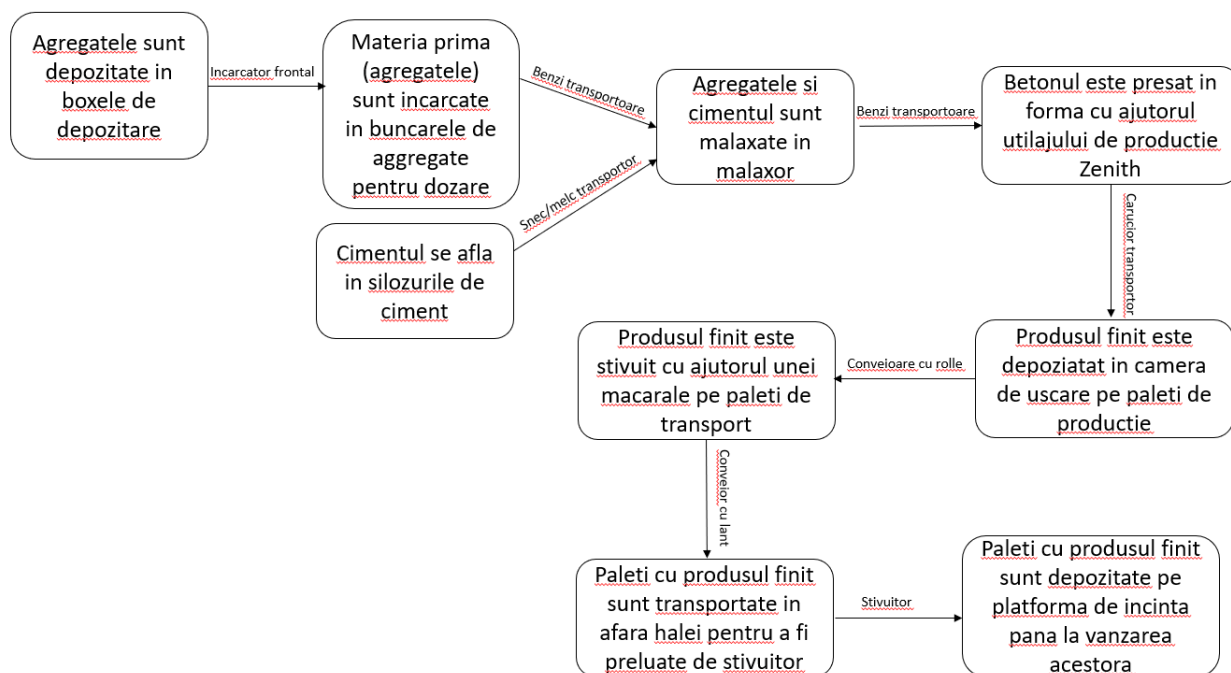 Agregatele sunt
depozitate in
boxele de
depozitare
Incarcator frontal
Materia prima
(agregatele)
sunt incarcate
in buncarele de
aggregate
pentru dozare
Benzi transportoare
Cimentul se afla
in silozurile de
ciment
Snec/melc transportor
Agregatele si
cimentul sunt
malaxate in
malaxor
Benzi transportoare
Betonul este presat in
forma cu ajutorul
utilajului de productie
Zenith
Carucior transportor
Produsul finit este
depoziatat in camera
de uscare pe paleti de
productie
Conveioare cu rolle
Produsul finit este
stivuit cu ajutorul unei
macarale pe paleti de
transport
Conveior cu lant
Paleti cu produsul finit
sunt transportate in
afara halei pentru a fi
preluate de stivuitor
Stivuitor
Paleti cu produsul finit
sunt depozitate pe
platforma de incinta
pana la vanzarea
acestora